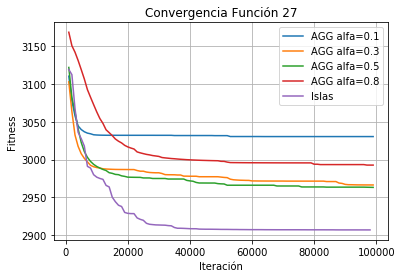 Convergencia Función 27
Fitness
3150
3100
3050
3000
2950
2900
0
20000
40000
60000
80000
100000
Iteración
AGG alfa=0.1
AGG alfa=0.3
AGG alfa=0.5
AGG alfa=0.8
Islas